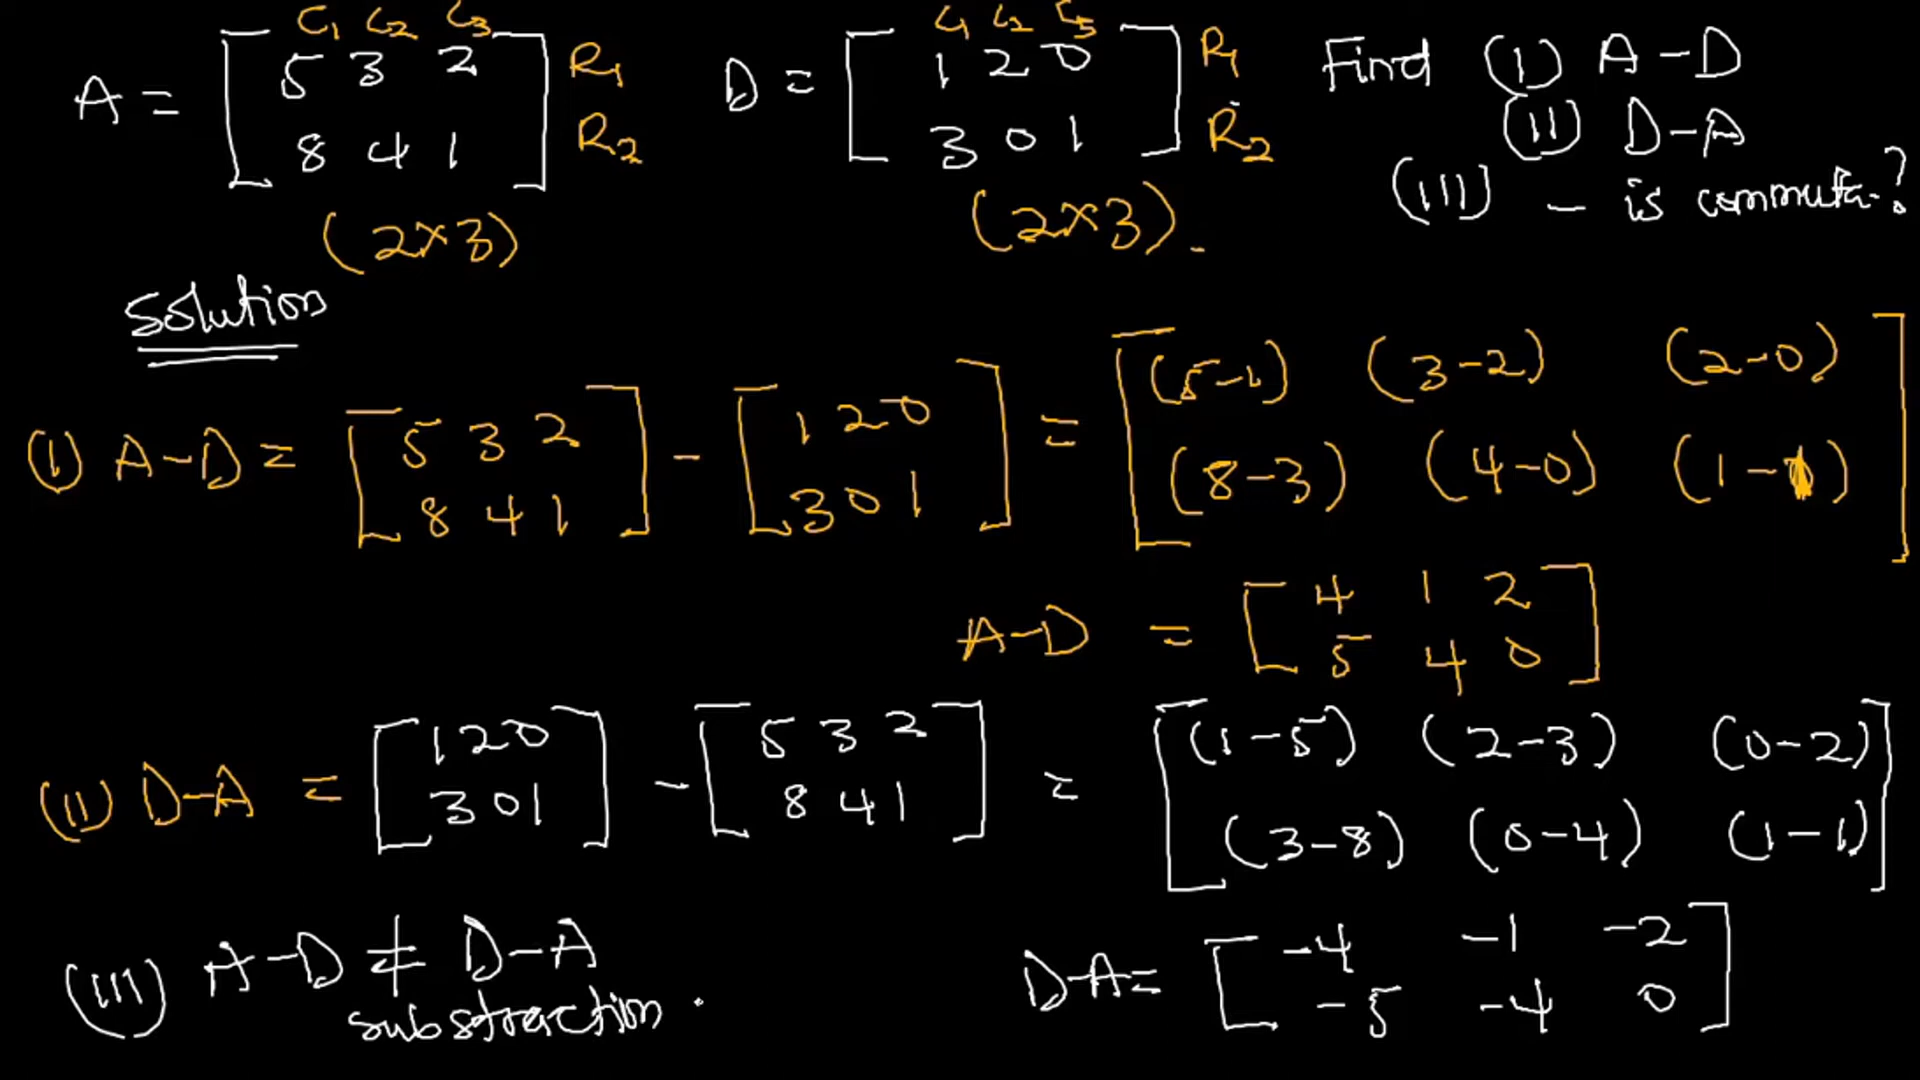 C1 C2 C3
A = [5 3 2] R1
[8 4 1] R2
(2×3)
C1 C2 C3
D = [1 2 0] R1
[3 0 1] R2
(2×3).
Find (I) A-D
(II) D-A
(III) - is commuta-?
Solution
(I) A-D = [5 3 2] - [1 2 0] = [(5-1) (3-2) (2-0)]
[8 4 1] [3 0 1] [(8-3) (4-0) (1-1)]
A-D = [4 1 2]
[5 4 0]
(II) D-A = [1 2 0] - [5 3 2] = [(1-5) (2-3) (0-2)]
[3 0 1] [8 4 1] [(3-8) (0-4) (1-1)]
D-A = [-4 -1 -2]
[-5 -4 0]
(III) A-D ≠ D-A
substraction .